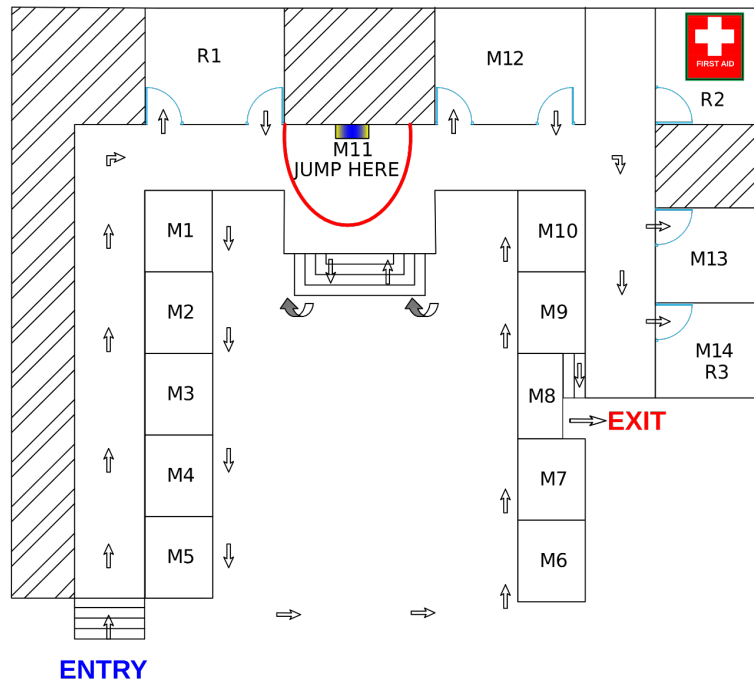 R1
M12
FIRST AID
R2
M11
JUMP HERE
M1
M10
M13
M2
M9
M14
R3
M3
M8
EXIT
M4
M7
M5
M6
ENTRY